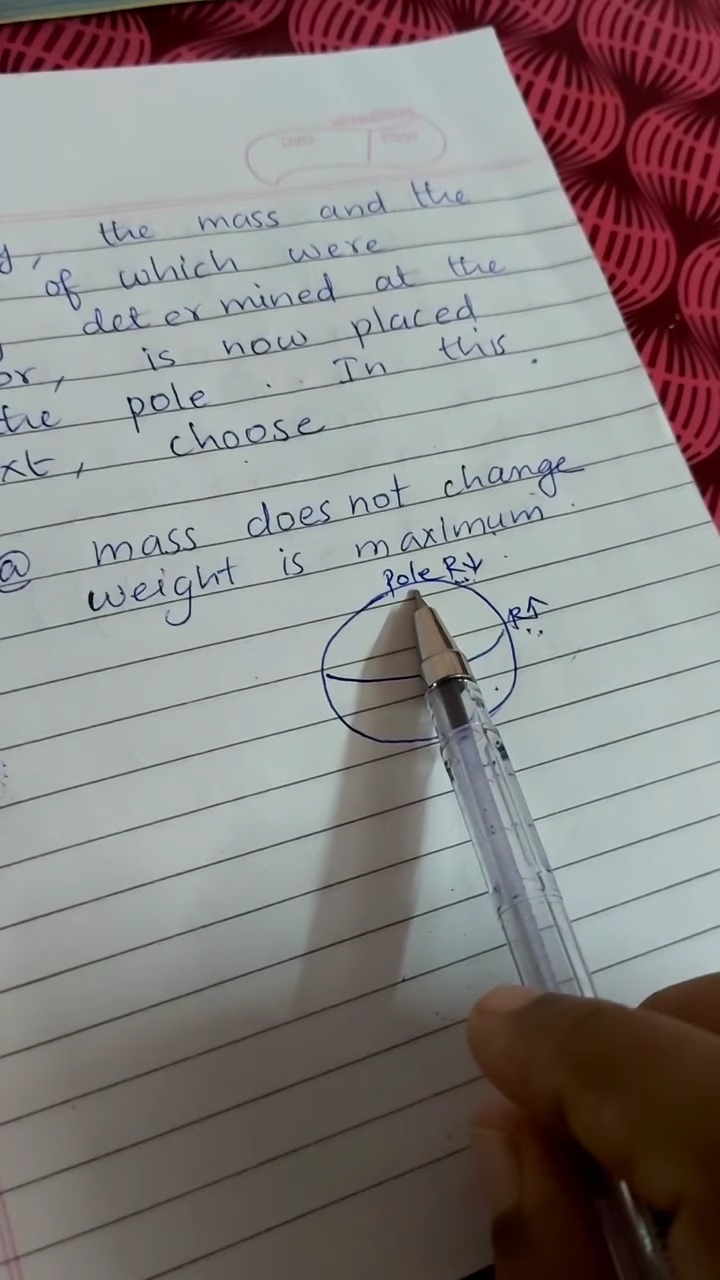 the mass and the
of which were
determined at the
is now placed
the pole . In this
choose
ⓐ mass does not change
weight is maximum
Pole R↓
R↑